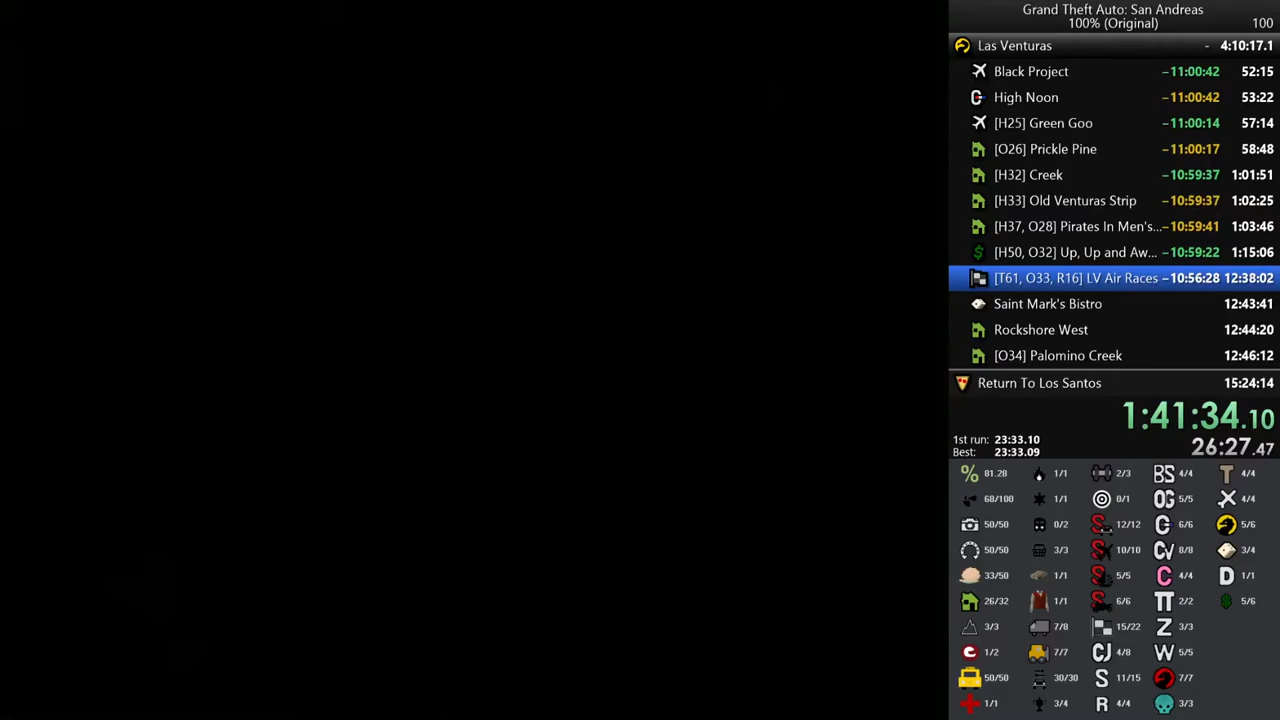 Grand Theft Auto: San Andreas
100% (Original) 100
Las Venturas - 4:10:17.1
Black Project -11:00:42 52:15
High Noon -11:00:42 53:22
[H25] Green Goo -11:00:14 57:14
[O26] Prickle Pine -11:00:17 58:48
[H32] Creek -10:59:37 1:01:51
[H33] Old Venturas Strip -10:59:37 1:02:25
[H37, O28] Pirates In Men's... -10:59:41 1:03:46
[H50, O32] Up, Up and Aw... -10:59:22 1:15:06
[T61, O33, R16] LV Air Races -10:56:28 12:38:02
Saint Mark's Bistro 12:43:41
Rockshore West 12:44:20
[O34] Palomino Creek 12:46:12
Return To Los Santos 15:24:14
1:41:34.10
1st run: 23:33.10
Best: 23:33.09
26:27.47
% 81.28 1/1 2/3 BS 4/4 T 4/4
68/100 1/1 0/1 OG 5/5 4/4
50/50 0/2 S 12/12 C 6/6 5/6
50/50 3/3 S 10/10 CV 8/8 3/4
33/50 1/1 S 5/5 C 4/4 D 1/1
26/32 1/1 S 6/6 2/2 5/6
3/3 7/8 15/22 Z 3/3
1/2 7/7 CJ 4/8 W 5/5
50/50 30/30 S 11/15 7/7
1/1 3/4 R 4/4 3/3